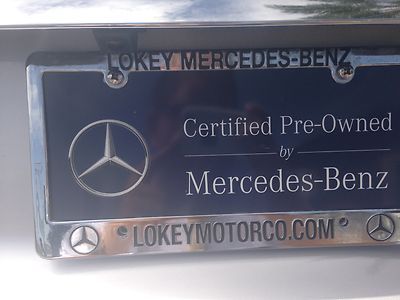 LOKEY MERCEDES-BENZ
Certified Pre-Owned
by
Mercedes-Benz
LOKEYMOTORCO.COM